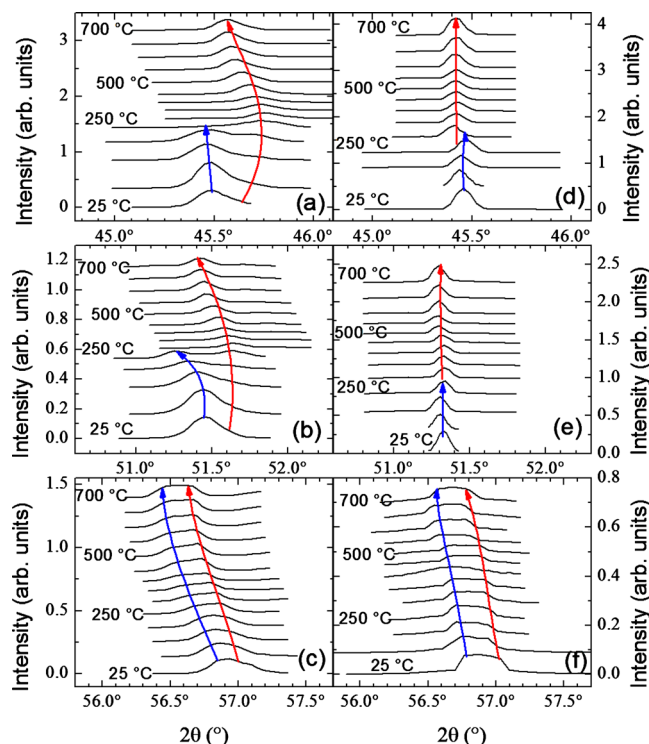 700 °C
500 °C
250 °C
25 °C
(a)
Intensity (arb. units)
3
2
1
0
45.0°
45.5°
46.0°
700 °C
500 °C
250 °C
25 °C
(d)
Intensity (arb. units)
4
3
2
1
0
45.0°
45.5°
46.0°
700 °C
500 °C
250 °C
25 °C
(b)
Intensity (arb. units)
1.2
1.0
0.8
0.6
0.4
0.2
0.0
51.0°
51.5°
52.0°
700 °C
500 °C
250 °C
25 °C
(e)
Intensity (arb. units)
2.5
2.0
1.5
1.0
0.5
0.0
51.0°
51.5°
52.0°
700 °C
500 °C
250 °C
25 °C
(c)
Intensity (arb. units)
1.5
1.0
0.5
0.0
56.0°
56.5°
57.0°
57.5°
2θ (°)
700 °C
500 °C
250 °C
25 °C
(f)
Intensity (arb. units)
0.8
0.6
0.4
0.2
0.0
56.0°
56.5°
57.0°
57.5°
2θ (°)